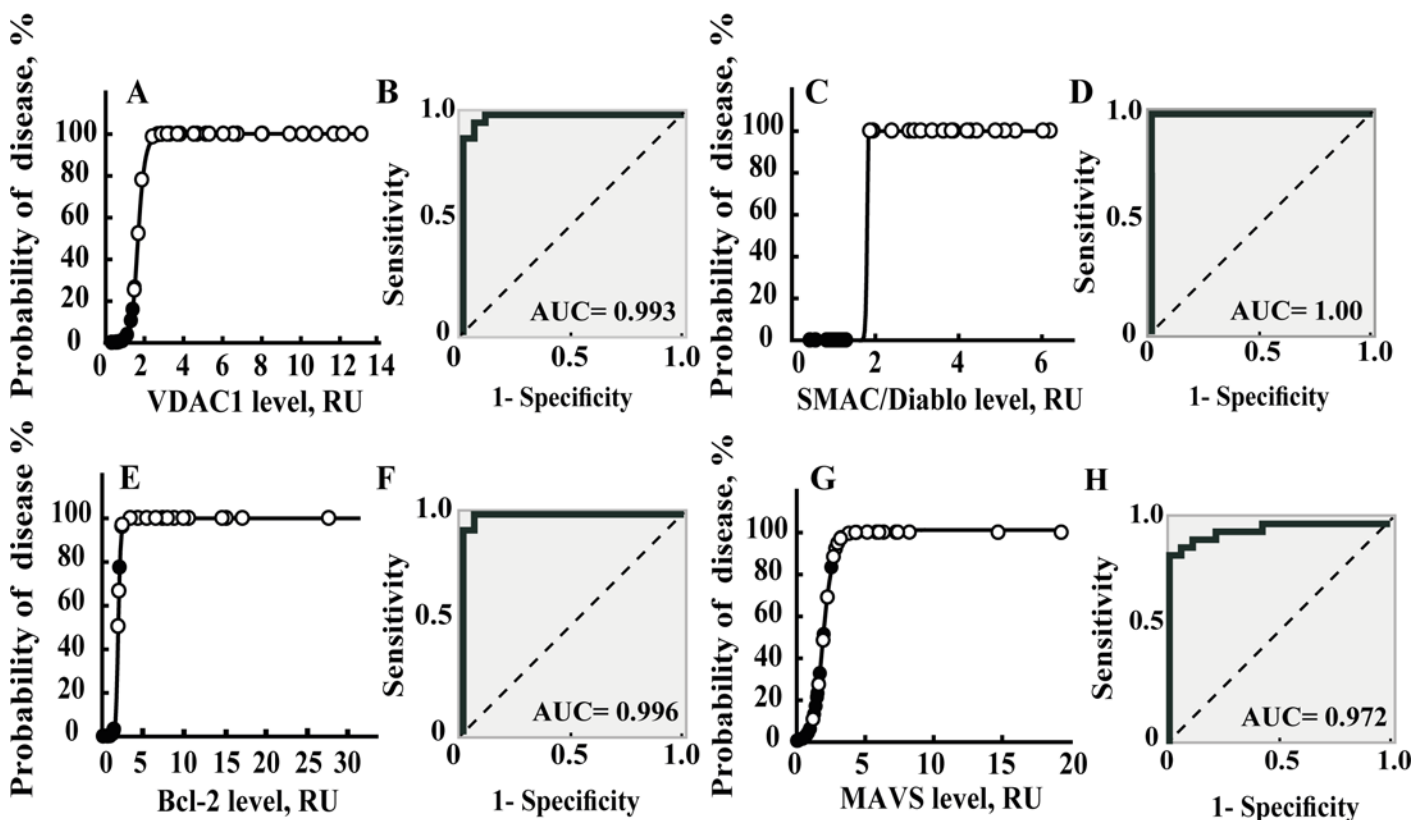 Probability of disease, %
A
100
80
60
40
20
0
0 2 4 6 8 10 12 14
VDAC1 level, RU
B
Sensitivity
1.0
0.5
0
AUC= 0.993
0 0.5 1.0
1- Specificity
Probability of disease, %
C
100
80
60
40
20
0
0 2 4 6
SMAC/Diablo level, RU
D
Sensitivity
1.0
0.5
0
AUC= 1.00
0 0.5 1.0
1- Specificity
Probability of disease %
E
100
80
60
40
20
0
0 5 10 15 20 25 30
Bcl-2 level, RU
F
Sensitivity
1.0
0.5
0
AUC= 0.996
0 0.5 1.0
1- Specificity
Probability of disease, %
G
100
80
60
40
20
0
0 5 10 15 20
MAVS level, RU
H
Sensitivity
1.0
0.5
0
AUC= 0.972
0 0.5 1.0
1- Specificity